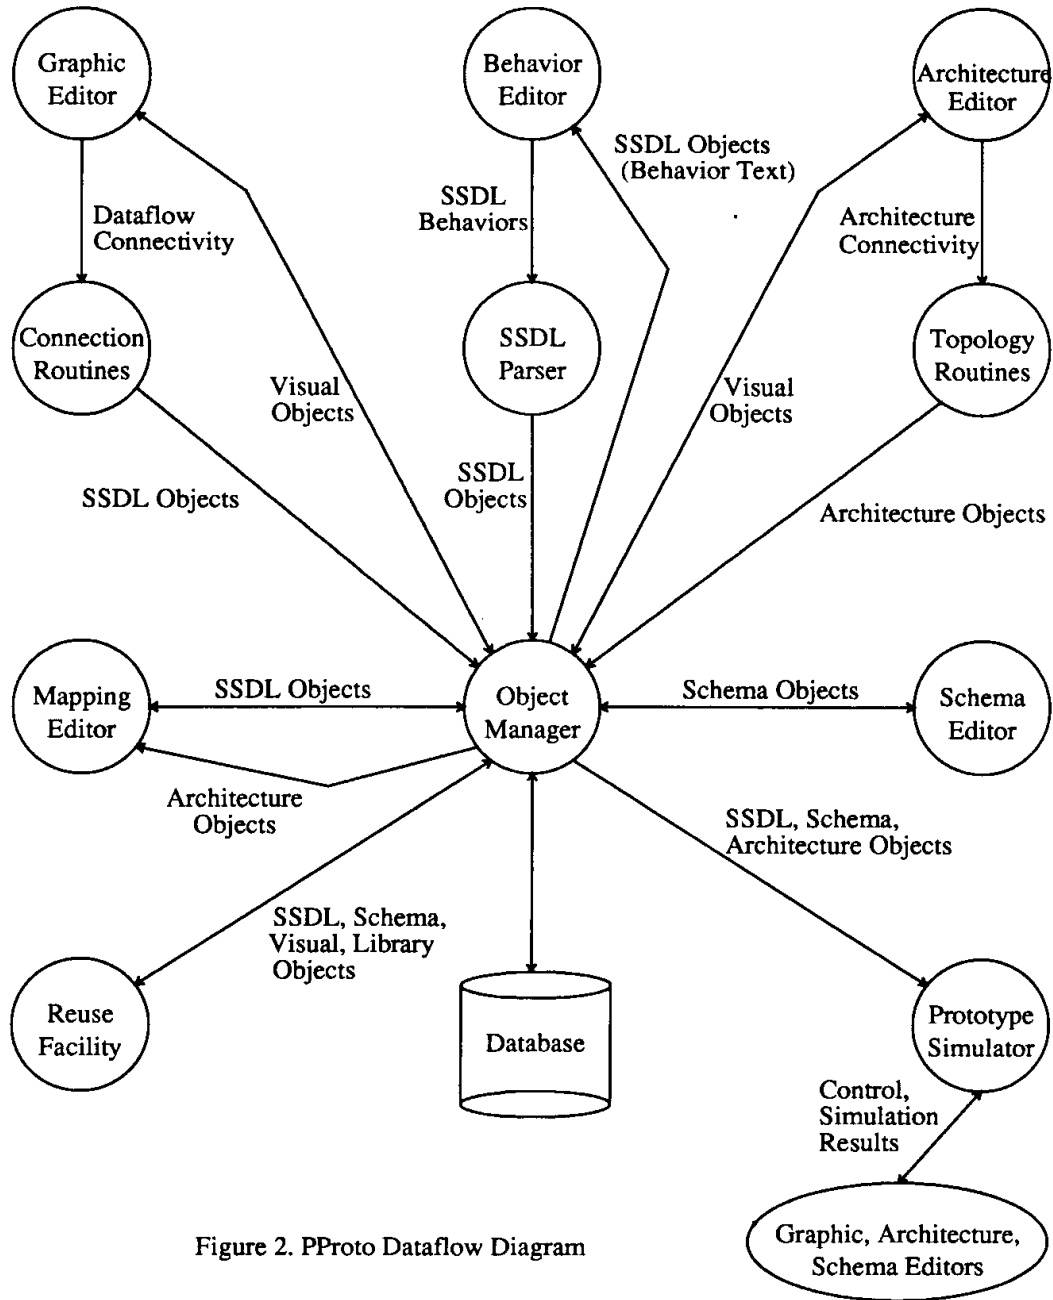 Graphic
Editor
Behavior
Editor
Architecture
Editor
SSDL Objects
(Behavior Text)
SSDL
Behaviors
Dataflow
Connectivity
Architecture
Connectivity
Connection
Routines
SSDL
Parser
Topology
Routines
Visual
Objects
Visual
Objects
SSDL Objects
SSDL
Objects
Architecture Objects
Mapping
Editor
SSDL Objects
Object
Manager
Schema Objects
Schema
Editor
Architecture
Objects
SSDL, Schema,
Architecture Objects
SSDL, Schema,
Visual, Library
Objects
Reuse
Facility
Database
Prototype
Simulator
Control,
Simulation
Results
Graphic, Architecture,
Schema Editors
Figure 2. PProto Dataflow Diagram